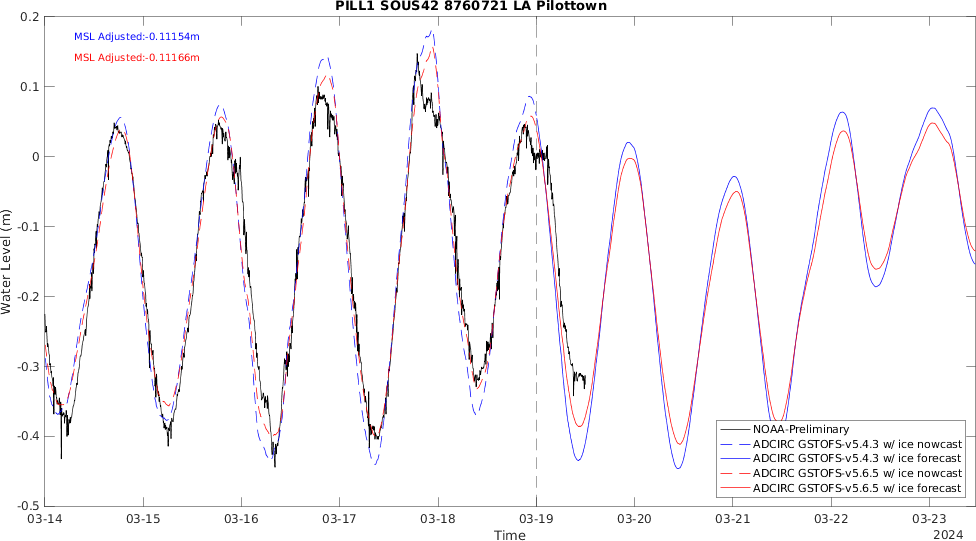 PILL1 SOUS42 8760721 LA Pilottown
MSL Adjusted:-0.11154m
MSL Adjusted:-0.11166m
Water Level (m)
0.2
0.1
0
-0.1
-0.2
-0.3
-0.4
-0.5
NOAA-Preliminary
ADCIRC GSTOFS-v5.4.3 w/ ice nowcast
ADCIRC GSTOFS-v5.4.3 w/ ice forecast
ADCIRC GSTOFS-v5.6.5 w/ ice nowcast
ADCIRC GSTOFS-v5.6.5 w/ ice forecast
03-14 03-15 03-16 03-17 03-18 03-19 03-20 03-21 03-22 03-23
Time
2024